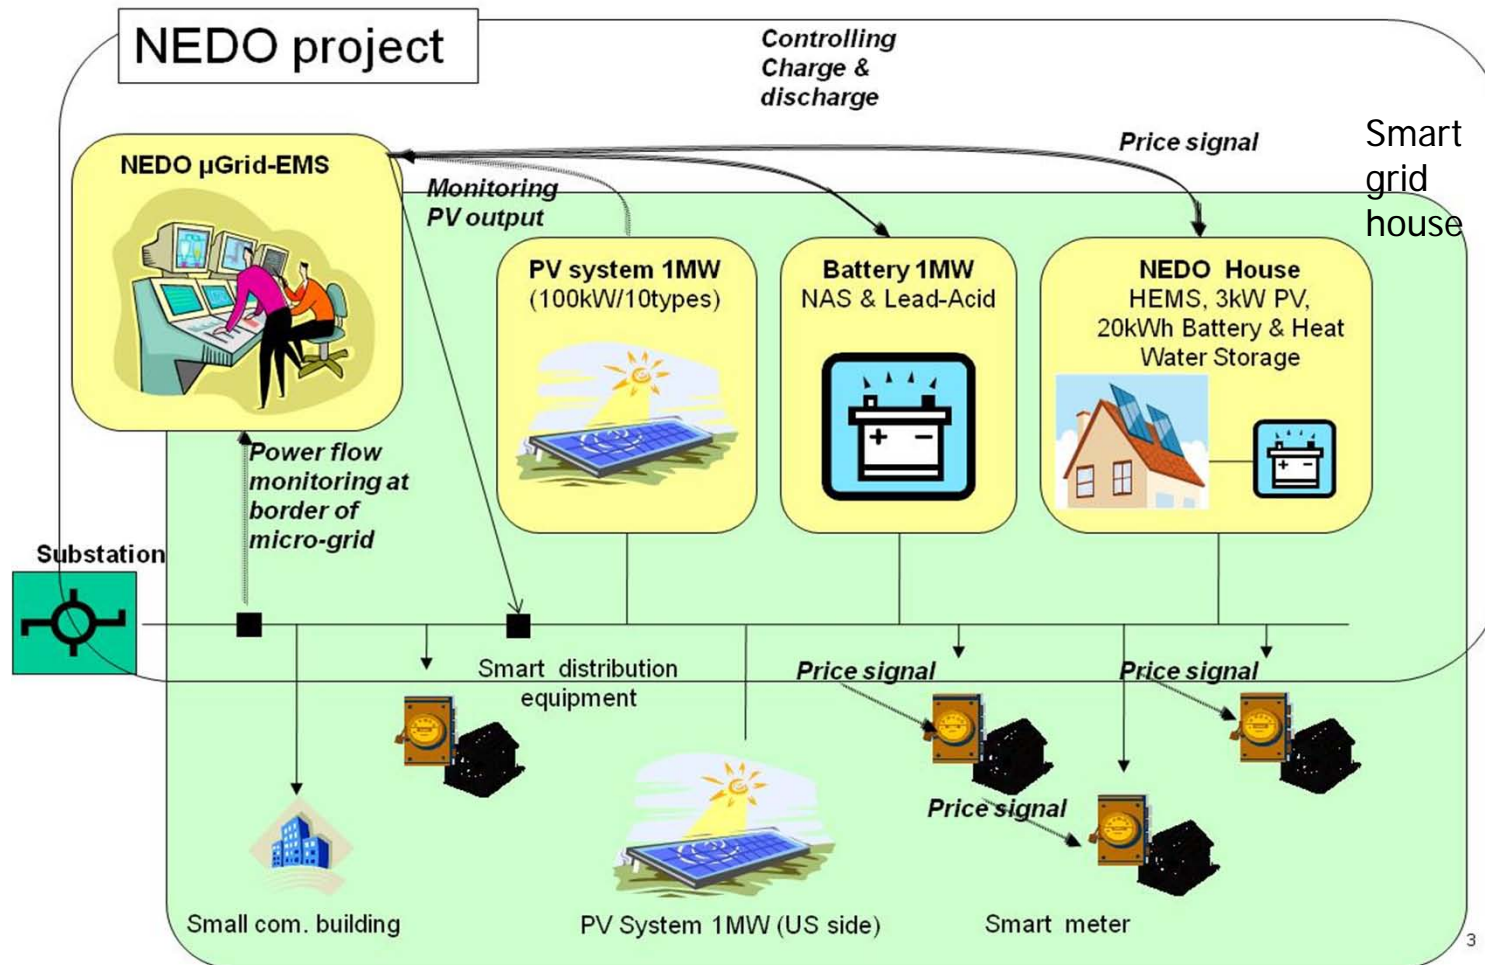 NEDO project
Controlling
Charge &
discharge
Smart
grid
house
Price signal
NEDO µGrid-EMS
Monitoring
PV output
PV system 1MW
(100kW/10types)
Battery 1MW
NAS & Lead-Acid
NEDO House
HEMS, 3kW PV,
20kWh Battery & Heat
Water Storage
Power flow
monitoring at
border of
micro-grid
Substation
Smart distribution
equipment
Price signal
Price signal
Price signal
Small com. building
PV System 1MW (US side)
Smart meter
3